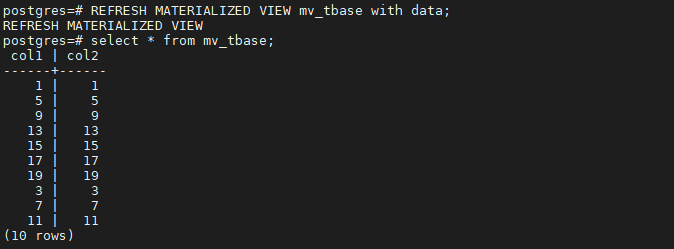 postgres=# REFRESH MATERIALIZED VIEW mv_tbase with data;
REFRESH MATERIALIZED VIEW
postgres=# select * from mv_tbase;
 col1 | col2
------+------
    1 |    1
    5 |    5
    9 |    9
   13 |   13
   15 |   15
   17 |   17
   19 |   19
    3 |    3
    7 |    7
   11 |   11
(10 rows)